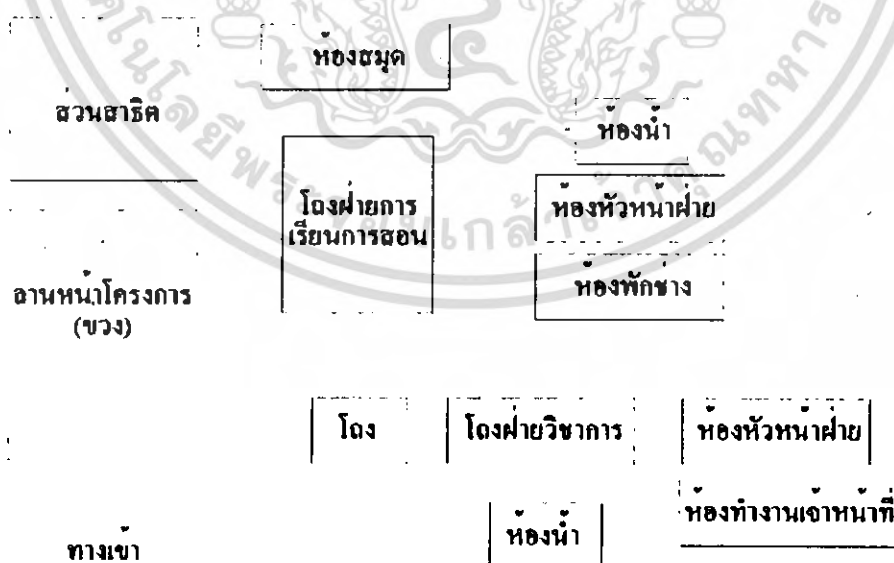 ห้องสมุด
ส่วนสาธิต
ห้องน้ำ
โถงฝ่ายการ
เรียนการสอน
ห้องหัวหน้าฝ่าย
ห้องพักช่าง
ลานหน้าโครงการ
(ขวง)
โถง
โถงฝ่ายวิชาการ
ห้องหัวหน้าฝ่าย
ห้องทำงานเจ้าหน้าที่
ห้องน้ำ
ทางเข้า